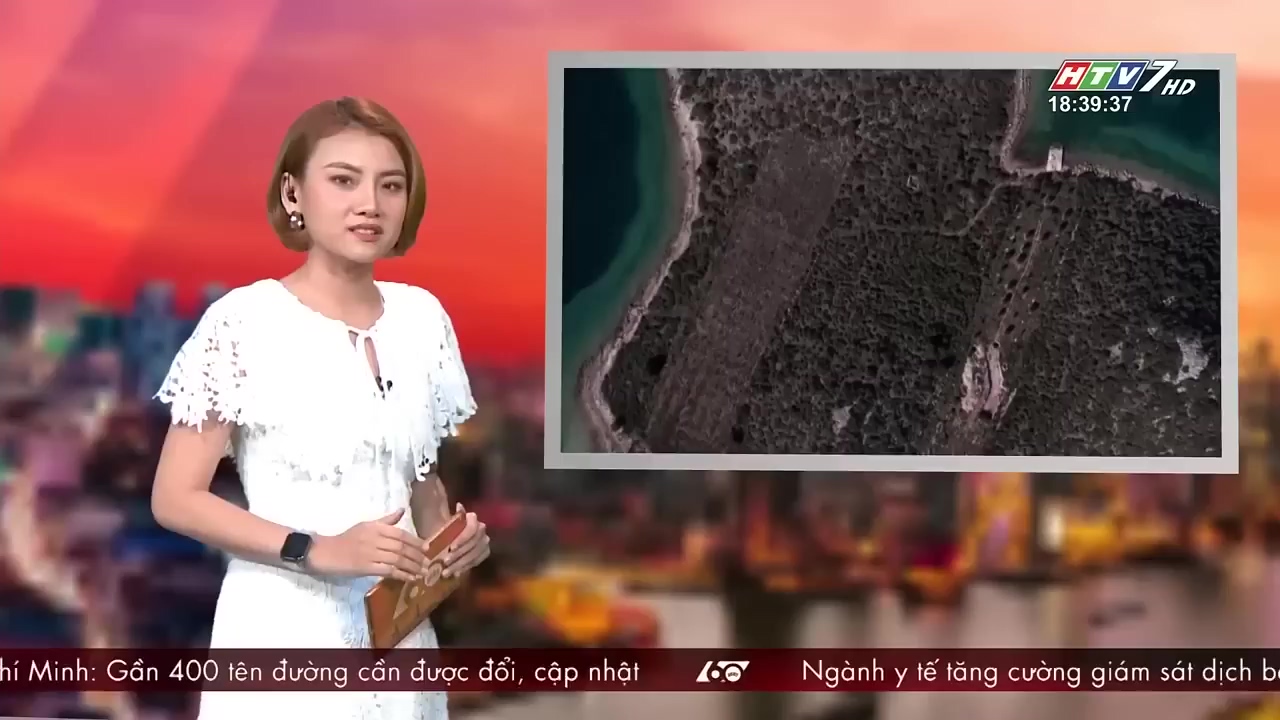 HTV7 HD
18:39:37
hí Minh: Gần 400 tên đường cần được đổi, cập nhật
60
Ngành y tế tăng cường giám sát dịch b